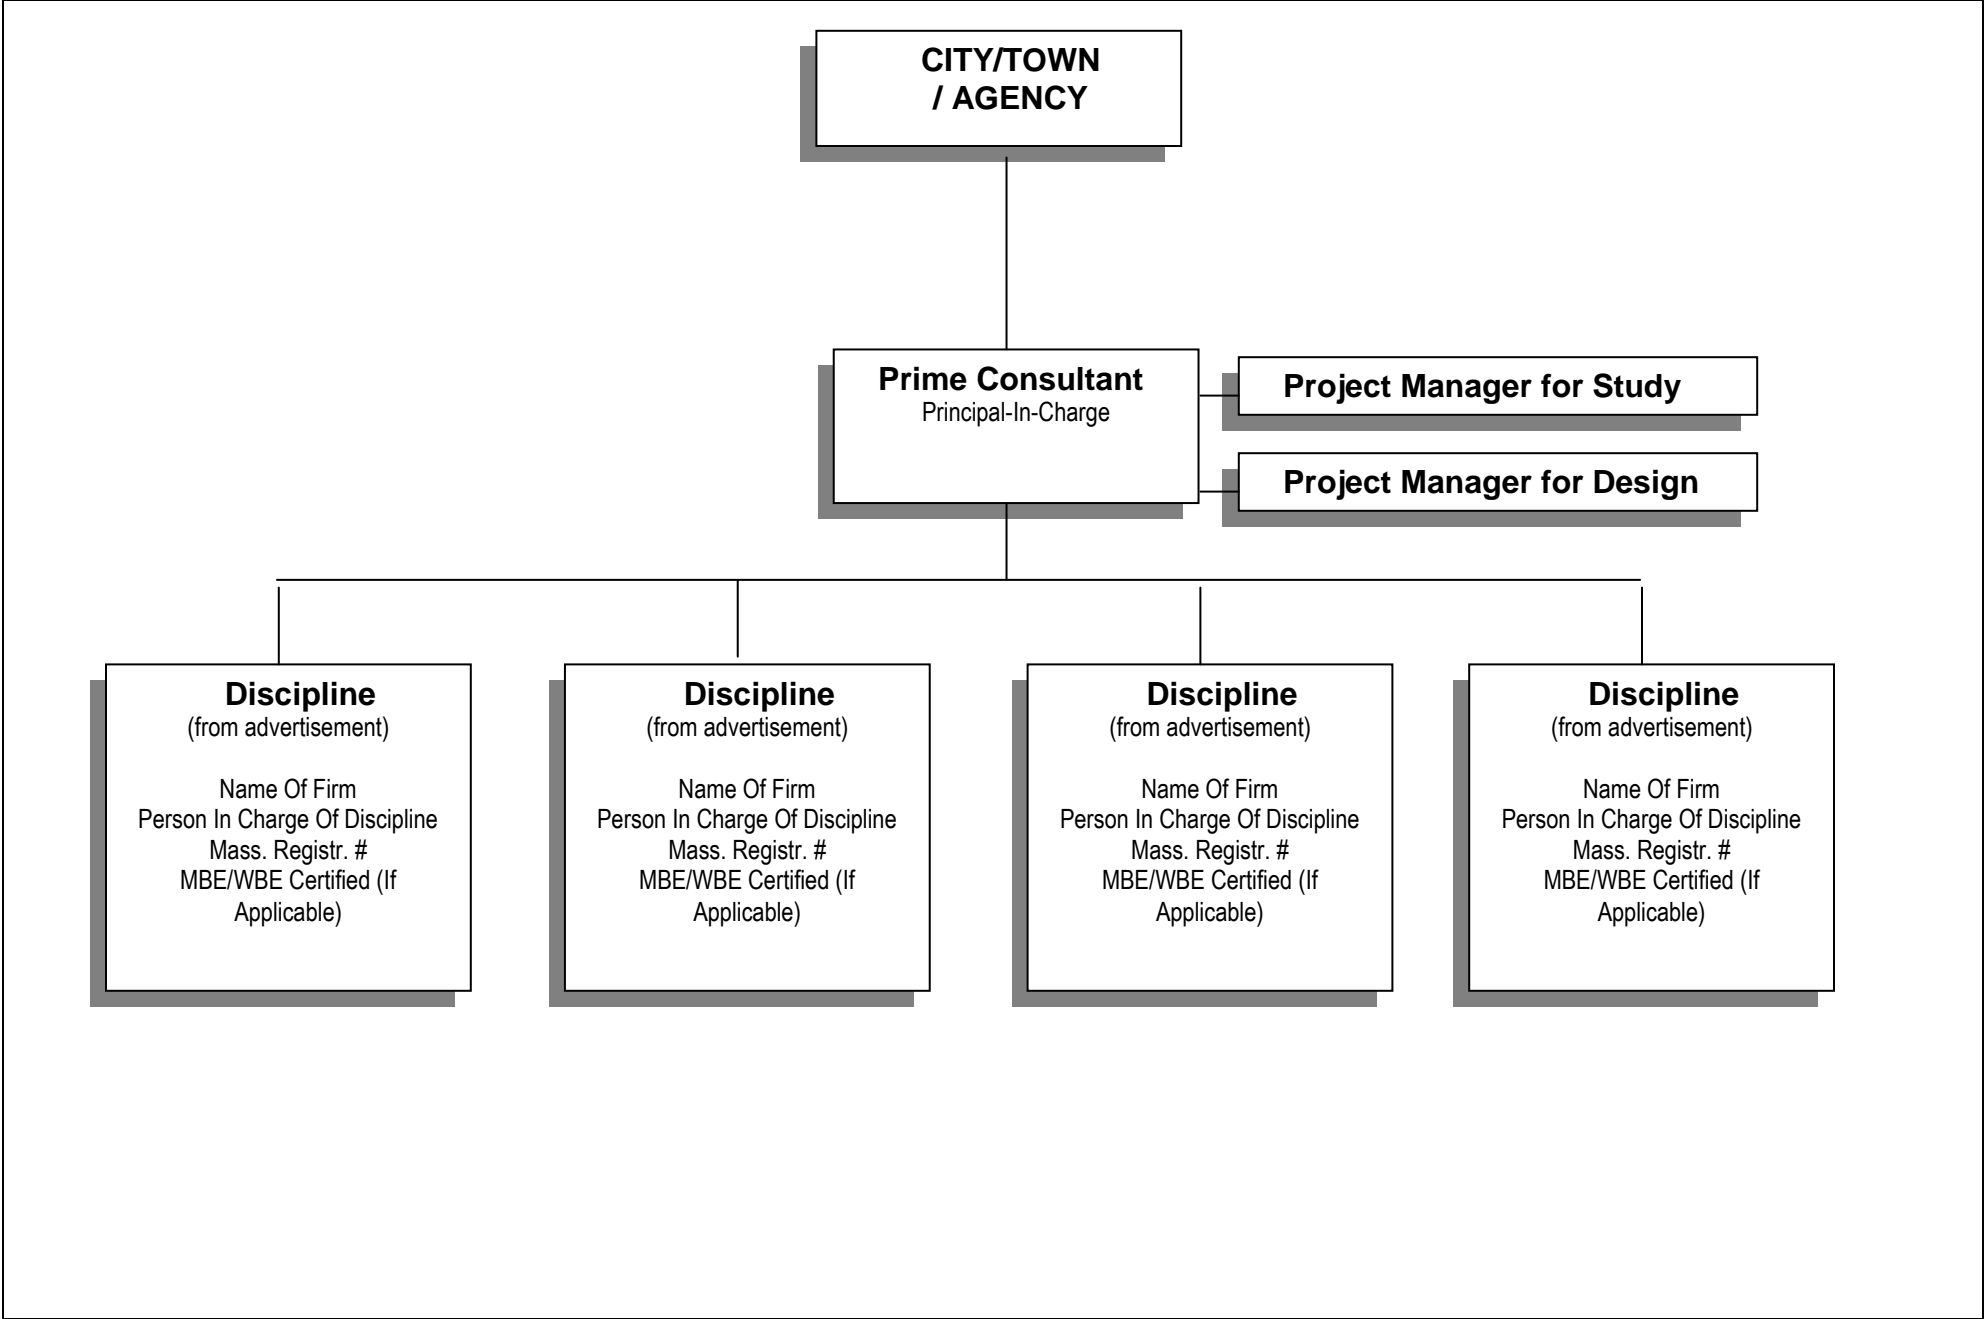 CITY/TOWN
/ AGENCY
Prime Consultant
Principal-In-Charge
Project Manager for Study
Project Manager for Design
Discipline
(from advertisement)
Name Of Firm
Person In Charge Of Discipline
Mass. Registr. #
MBE/WBE Certified (If
Applicable)
Discipline
(from advertisement)
Name Of Firm
Person In Charge Of Discipline
Mass. Registr. #
MBE/WBE Certified (If
Applicable)
Discipline
(from advertisement)
Name Of Firm
Person In Charge Of Discipline
Mass. Registr. #
MBE/WBE Certified (If
Applicable)
Discipline
(from advertisement)
Name Of Firm
Person In Charge Of Discipline
Mass. Registr. #
MBE/WBE Certified (If
Applicable)